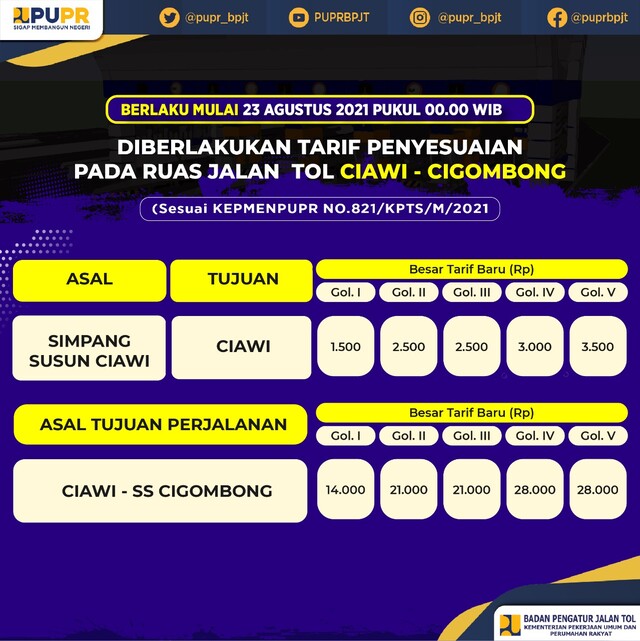 PUPR
SIGAP MEMBANGUN NEGERI
@pupr_bpjt
PUPRBPJT
@pupr_bpjt
@puprbpjt
BERLAKU MULAI 23 AGUSTUS 2021 PUKUL 00.00 WIB
DIBERLAKUKAN TARIF PENYESUAIAN
PADA RUAS JALAN TOL CIAWI - CIGOMBONG
(Sesuai KEPMENPUPR NO.821/KPTS/M/2021
ASAL
TUJUAN
Besar Tarif Baru (Rp)
Gol. I Gol. II Gol. III Gol. IV Gol. V
SIMPANG
SUSUN CIAWI
CIAWI
1.500 2.500 2.500 3.000 3.500
ASAL TUJUAN PERJALANAN
Besar Tarif Baru (Rp)
Gol. I Gol. II Gol. III Gol. IV Gol. V
CIAWI - SS CIGOMBONG
14.000 21.000 21.000 28.000 28.000
BADAN PENGATUR JALAN TOL
KEMENTERIAN PEKERJAAN UMUM DAN
PERUMAHAN RAKYAT